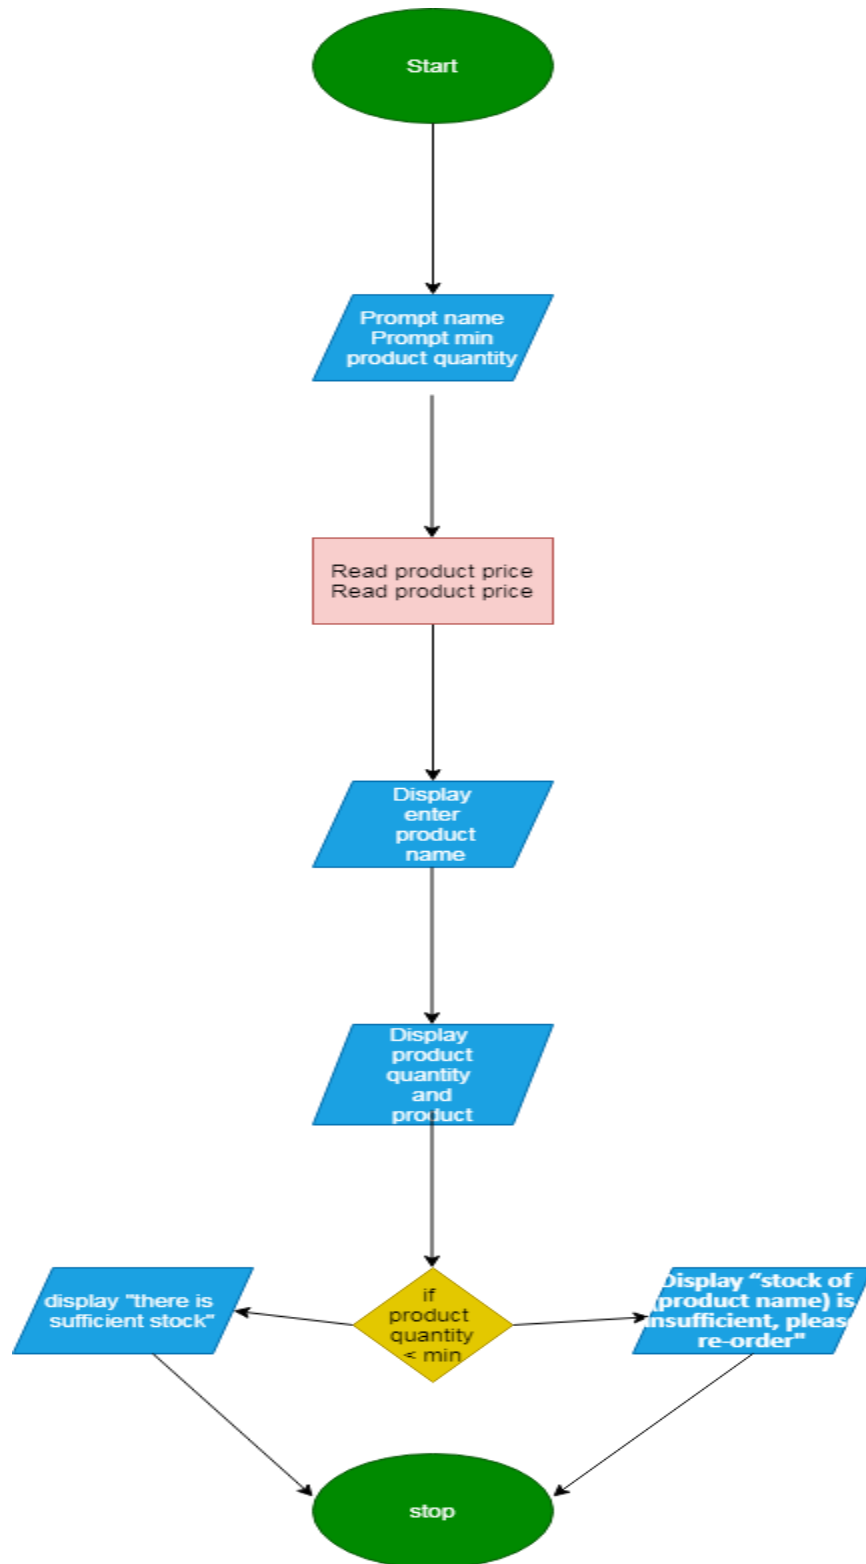 Start
Prompt name
Prompt min
product quantity
Read product price
Read product price
Display
enter
product
name
Display
product
quantity
and
product
if
product
quantity
< min
display "there is
sufficient stock"
Display “stock of
(product name) is
insufficient, please
re-order"
stop